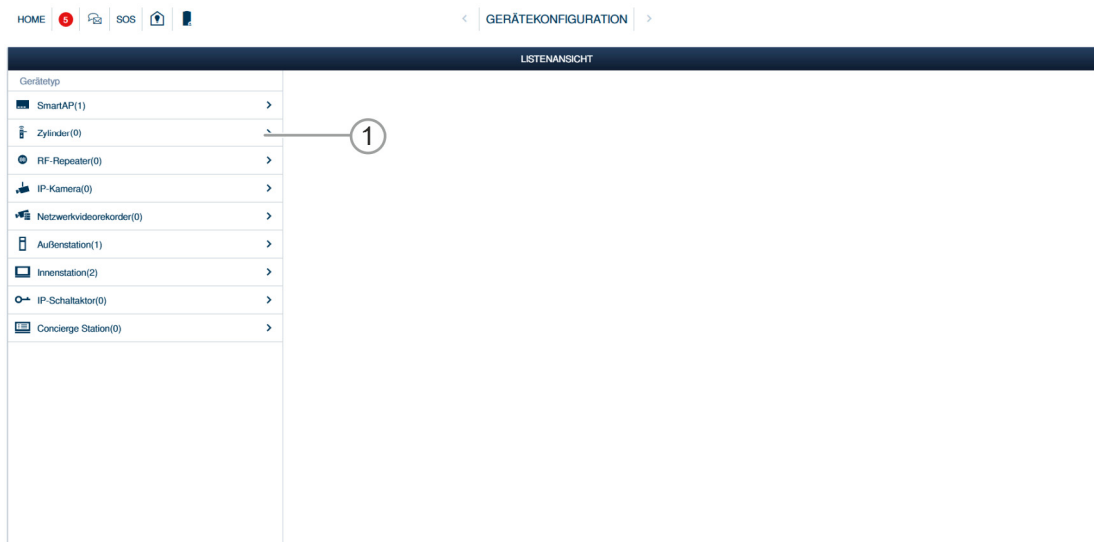 HOME 5 SOS < GERÄTEKONFIGURATION >
LISTENANSICHT
Gerätetyp
SmartAP(1)
Zylinder(0)
1
RF-Repeater(0)
IP-Kamera(0)
Netzwerkvideorekorder(0)
Außenstation(1)
Innenstation(2)
IP-Schaltaktor(0)
Concierge Station(0)